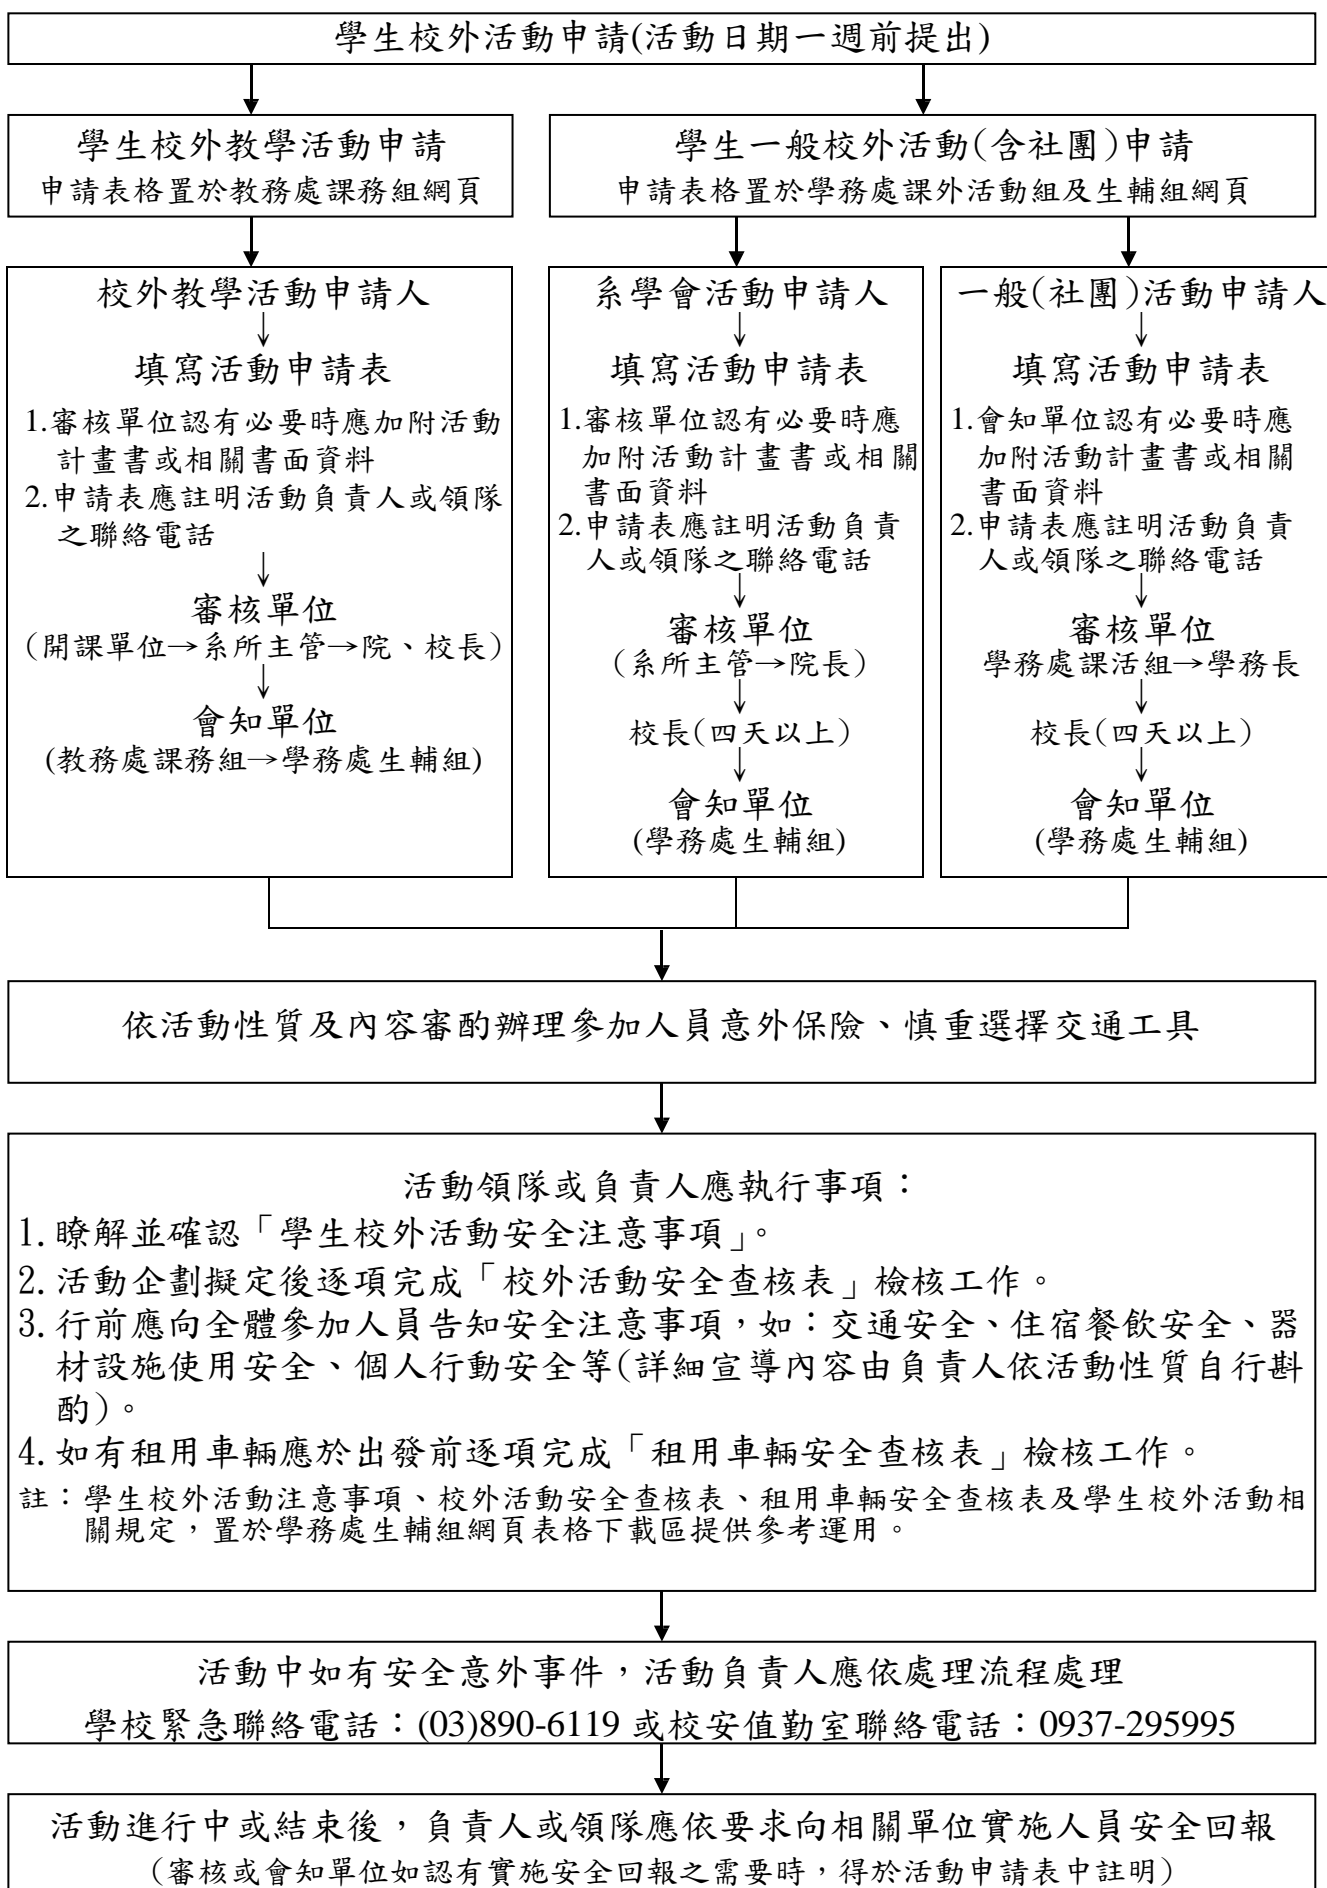 學生校外活動申請(活動日期一週前提出)
學生校外教學活動申請
申請表格置於教務處課務組網頁
學生一般校外活動(含社團)申請
申請表格置於學務處課外活動組及生輔組網頁
校外教學活動申請人
↓
填寫活動申請表
1.審核單位認有必要時應加附活動
計畫書或相關書面資料
2.申請表應註明活動負責人或領隊
之聯絡電話
↓
審核單位
(開課單位→系所主管→院、校長)
↓
會知單位
(教務處課務組→學務處生輔組)
系學會活動申請人
↓
填寫活動申請表
1.審核單位認有必要時應
加附活動計畫書或相關
書面資料
2.申請表應註明活動負責
人或領隊之聯絡電話
↓
審核單位
(系所主管→院長)
↓
校長(四天以上)
↓
會知單位
(學務處生輔組)
一般(社團)活動申請人
↓
填寫活動申請表
1.會知單位認有必要時應
加附活動計畫書或相關
書面資料
2.申請表應註明活動負責
人或領隊之聯絡電話
↓
審核單位
學務處課活組→學務長
↓
校長(四天以上)
↓
會知單位
(學務處生輔組)
依活動性質及內容審酌辦理參加人員意外保險、慎重選擇交通工具
活動領隊或負責人應執行事項：
1.瞭解並確認「學生校外活動安全注意事項」。
2.活動企劃擬定後逐項完成「校外活動安全查核表」檢核工作。
3.行前應向全體參加人員告知安全注意事項，如：交通安全、住宿餐飲安全、器
材設施使用安全、個人行動安全等(詳細宣導內容由負責人依活動性質自行斟
酌)。
4.如有租用車輛應於出發前逐項完成「租用車輛安全查核表」檢核工作。
註：學生校外活動注意事項、校外活動安全查核表、租用車輛安全查核表及學生校外活動相
關規定，置於學務處生輔組網頁表格下載區提供參考運用。
活動中如有安全意外事件，活動負責人應依處理流程處理
學校緊急聯絡電話：(03)890-6119 或校安值勤室聯絡電話：0937-295995
活動進行中或結束後，負責人或領隊應依要求向相關單位實施人員安全回報
(審核或會知單位如認有實施安全回報之需要時，得於活動申請表中註明)